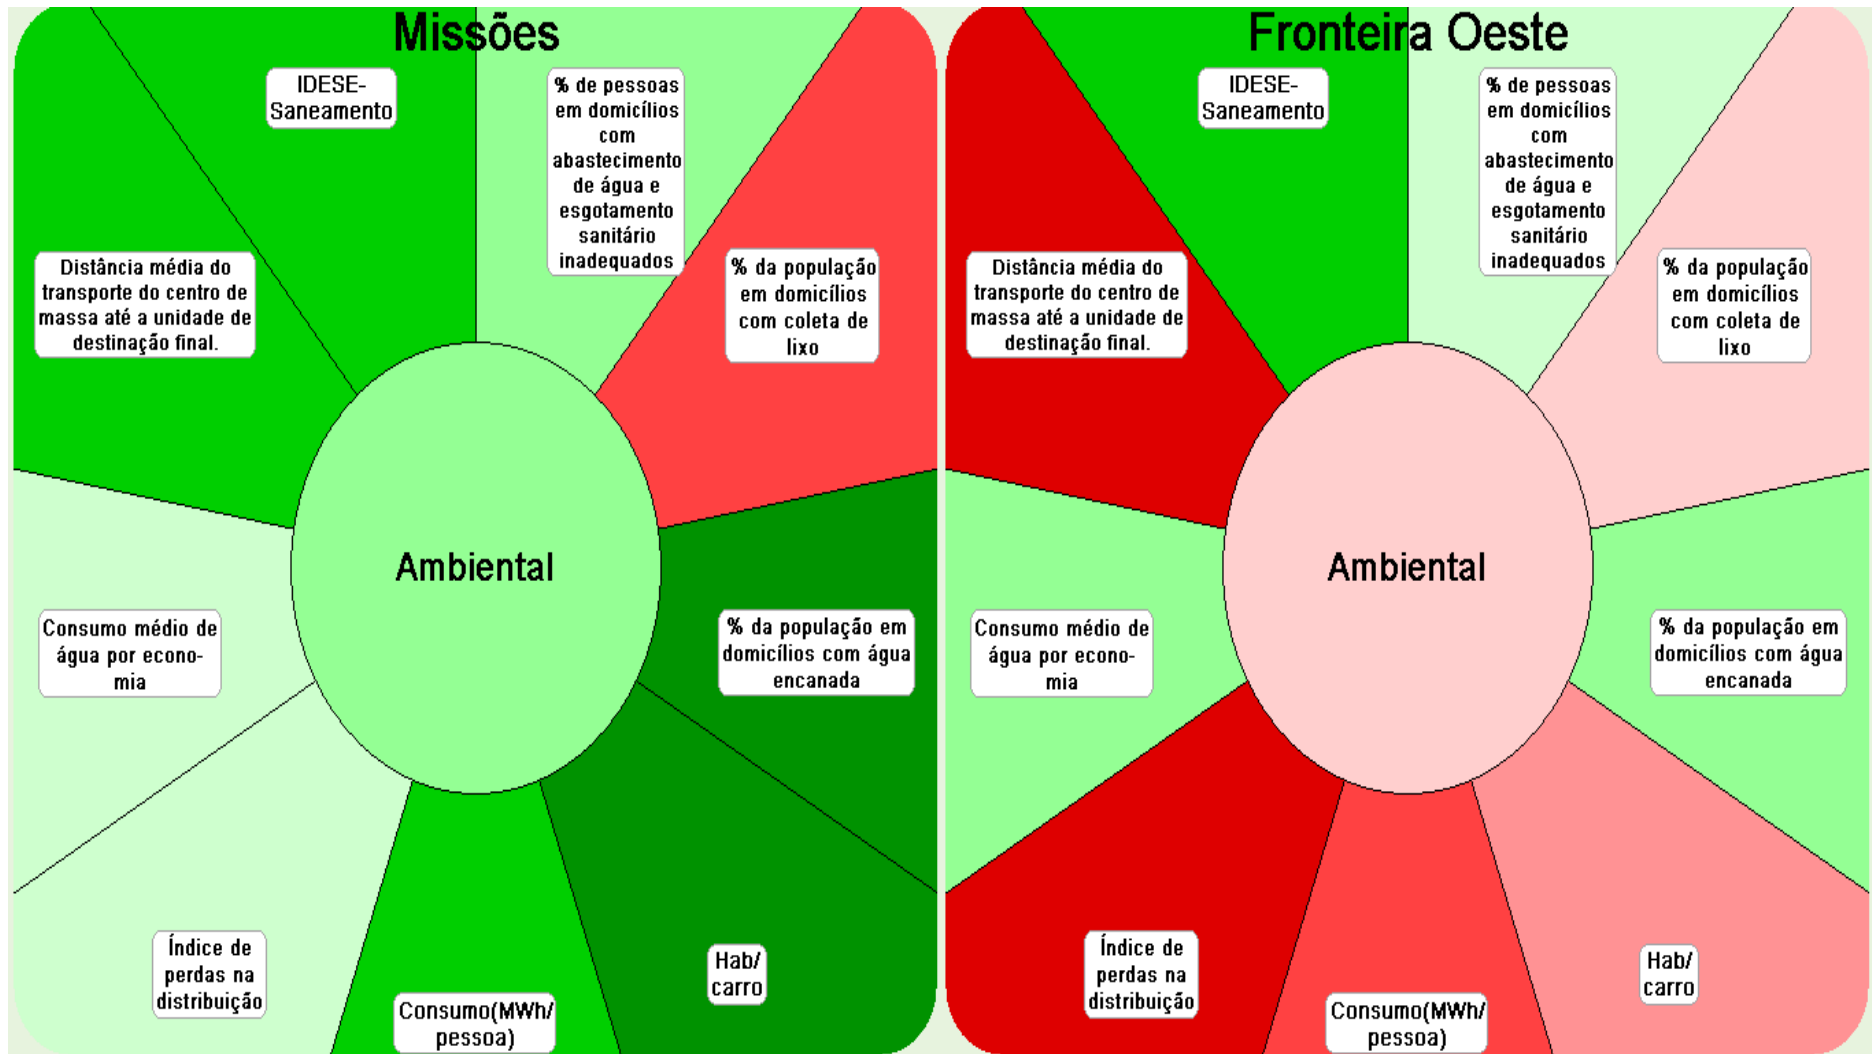 Missões
IDESE-
Saneamento
% de pessoas
em domicílios
com
abastecimento
de água e
esgotamento
sanitário
inadequados
% da população
em domicílios
com coleta de
lixo
Distância média do
transporte do centro de
massa até a unidade de
destinação final.
Ambiental
Consumo médio de
água por econo-
mia
% da população em
domicílios com água
encanada
Índice de
perdas na
distribuição
Consumo(MWh/
pessoa)
Hab/
carro
Fronteira Oeste
IDESE-
Saneamento
% de pessoas
em domicílios
com
abastecimento
de água e
esgotamento
sanitário
inadequados
% da população
em domicílios
com coleta de
lixo
Distância média do
transporte do centro de
massa até a unidade de
destinação final.
Ambiental
Consumo médio de
água por econo-
mia
% da população em
domicílios com água
encanada
Índice de
perdas na
distribuição
Consumo(MWh/
pessoa)
Hab/
carro